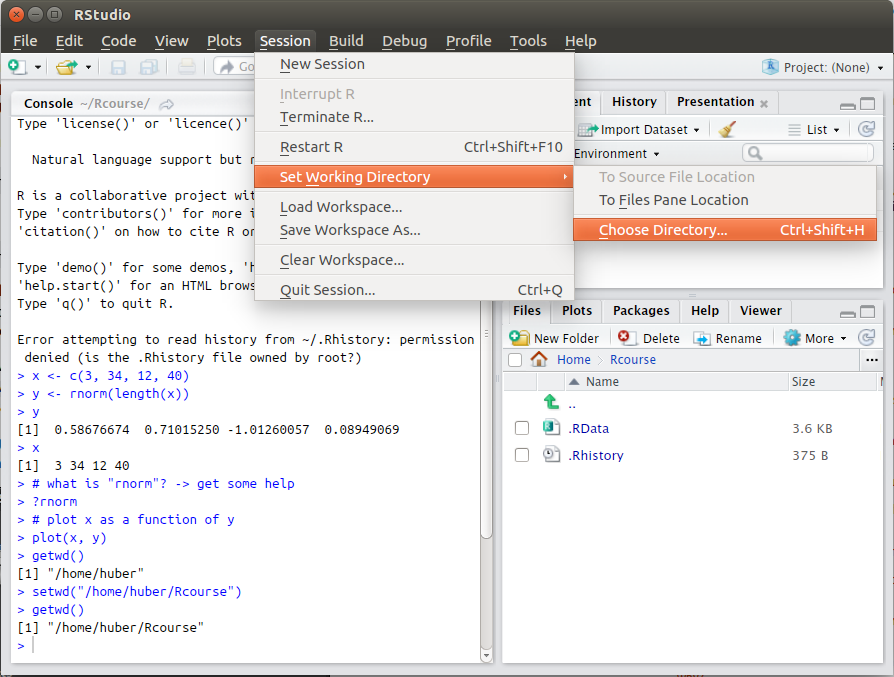 RStudio
File Edit Code View Plots Session Build Debug Profile Tools Help
Go
Project: (None)
Console ~/Rcourse/
Type 'license()' or 'licence()'
Natural language support but
R is a collaborative project
Type 'contributors()' for more
'citation()' on how to cite R
Type 'demo()' for some demos,
'help.start()' for an HTML
Type 'q()' to quit R.
Error attempting to read history from ~/.Rhistory: permission
denied (is the .Rhistory file owned by root?)
> x <- c(3, 34, 12, 40)
> y <- rnorm(length(x))
> y
[1]  0.58676674  0.71015250 -1.01260057  0.08949069
> x
[1]  3 34 12 40
> # what is "rnorm"? -> get some help
> ?rnorm
> # plot x as a function of y
> plot(x, y)
> getwd()
[1] "/home/huber"
> setwd("/home/huber/Rcourse")
> getwd()
[1] "/home/huber/Rcourse"
>
New Session
Interrupt R
Terminate R...
Restart R Ctrl+Shift+F10
Set Working Directory
Load Workspace...
Save Workspace As...
Clear Workspace...
Quit Session... Ctrl+Q
To Source File Location
To Files Pane Location
Choose Directory... Ctrl+Shift+H
History Presentation
Import Dataset List
Environment
Files Plots Packages Help Viewer
New Folder Delete Rename More
Home Rcourse ...
Name Size
..
.RData 3.6 KB
.Rhistory 375 B